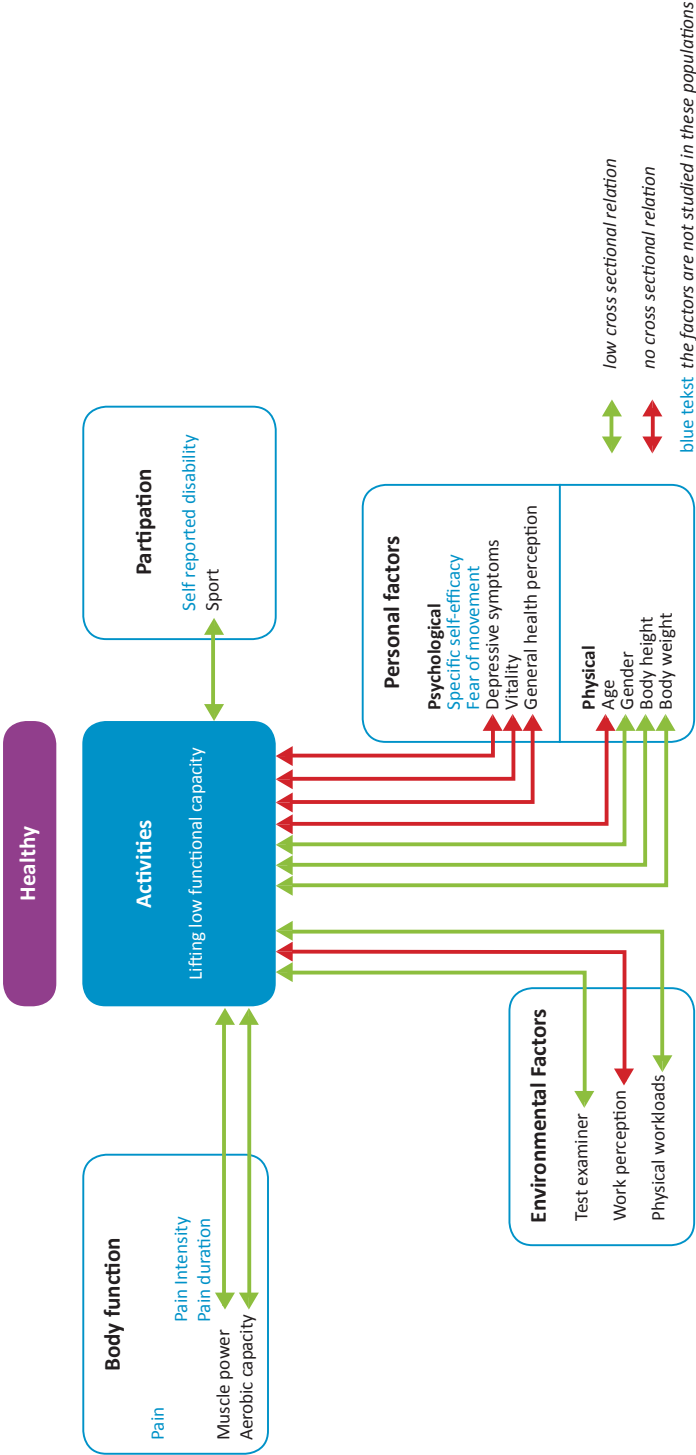 Healthy
Body function
Pain
Pain Intensity
Pain duration
Muscle power
Aerobic capacity
Activities
Lifting low functional capacity
Partipation
Self reported disability
Sport
Environmental Factors
Test examiner
Work perception
Physical workloads
Personal factors
Psychological
Specific self-efficacy
Fear of movement
Depressive symptoms
Vitality
General health perception
Physical
Age
Gender
Body height
Body weight
low cross sectional relation
no cross sectional relation
blue tekst the factors are not studied in these populations